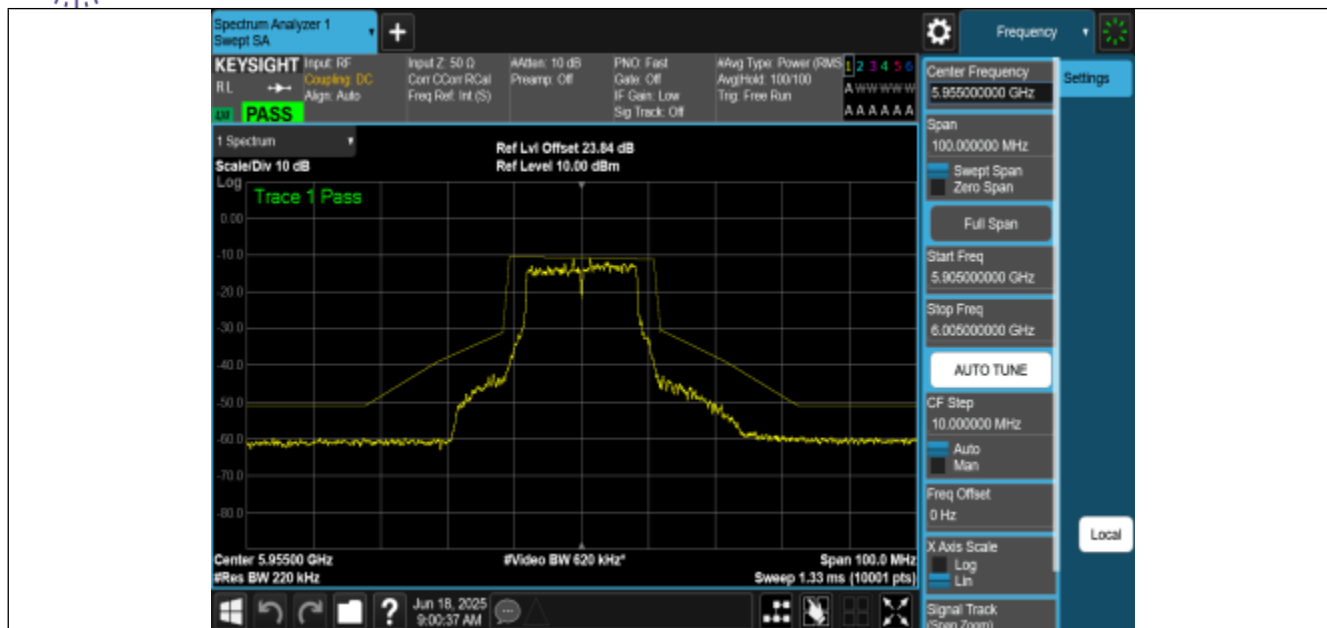 Spectrum Analyzer 1
Swept SA
+
Frequency
KEYSIGHT
RL
LXI
PASS
Input: RF
Coupling: DC
Align: Auto
Input Z: 50 Ω
Corr CCorr RCal
Freq Ref: Int (S)
#Atten: 10 dB
Preamp: Off
PNO: Fast
Gate: Off
IF Gain: Low
Sig Track: Off
#Avg Type: Power (RMS
Avg|Hold: 100/100
Trig: Free Run
1 2 3 4 5 6
A W W W W W
A A A A A A
1 Spectrum
Scale/Div 10 dB
Ref Lvl Offset 23.84 dB
Ref Level 10.00 dBm
Log
Trace 1 Pass
0.00
-10.0
-20.0
-30.0
-40.0
-50.0
-60.0
-70.0
-80.0
Center 5.95500 GHz
#Res BW 220 kHz
#Video BW 620 kHz*
Span 100.0 MHz
Sweep 1.33 ms (10001 pts)
Center Frequency
5.955000000 GHz
Settings
Span
100.000000 MHz
Swept Span
Zero Span
Full Span
Start Freq
5.905000000 GHz
Stop Freq
6.005000000 GHz
AUTO TUNE
CF Step
10.000000 MHz
Auto
Man
Freq Offset
0 Hz
X Axis Scale
Log
Lin
Local
Signal Track
(Span Zoom)
?
Jun 18, 2025
9:00:37 AM